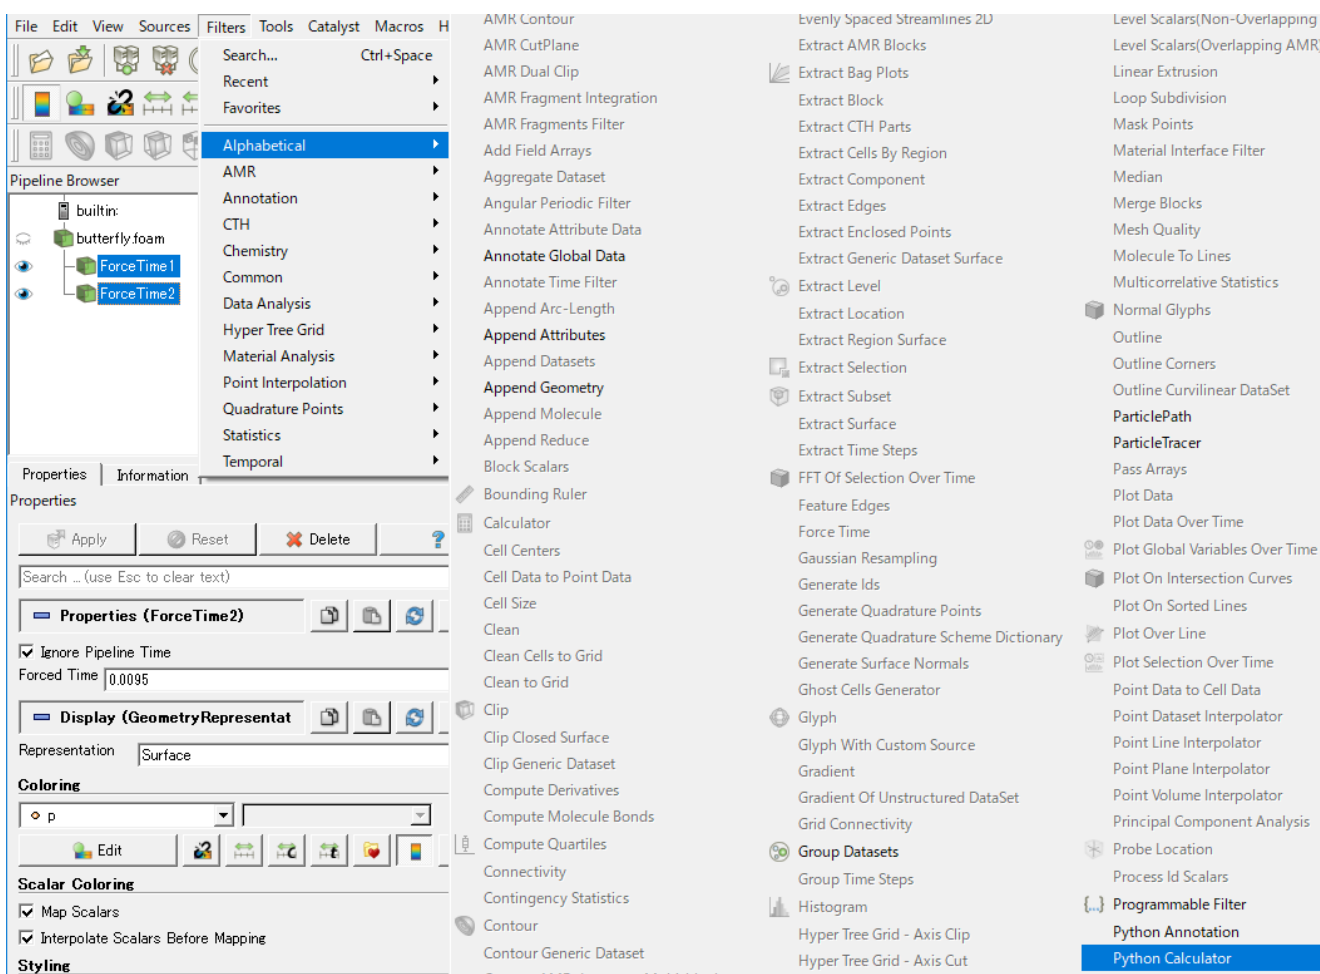 File Edit View Sources Filters Tools Catalyst Macros H
Search... Ctrl+Space
Recent
Favorites
Alphabetical
AMR
Annotation
CTH
Chemistry
Common
Data Analysis
Hyper Tree Grid
Material Analysis
Point Interpolation
Quadrature Points
Statistics
Temporal
Pipeline Browser
builtin:
butterfly.foam
ForceTime1
ForceTime2
Properties Information
Properties
Apply Reset Delete ?
Search ... (use Esc to clear text)
Properties (ForceTime2)
Ignore Pipeline Time
Forced Time 0.0095
Display (GeometryRepresentat
Representation Surface
Coloring
p
Edit
Scalar Coloring
Map Scalars
Interpolate Scalars Before Mapping
Styling
AMR Contour
AMR CutPlane
AMR Dual Clip
AMR Fragment Integration
AMR Fragments Filter
Add Field Arrays
Aggregate Dataset
Angular Periodic Filter
Annotate Attribute Data
Annotate Global Data
Annotate Time Filter
Append Arc-Length
Append Attributes
Append Datasets
Append Geometry
Append Molecule
Append Reduce
Block Scalars
Bounding Ruler
Calculator
Cell Centers
Cell Data to Point Data
Cell Size
Clean
Clean Cells to Grid
Clean to Grid
Clip
Clip Closed Surface
Clip Generic Dataset
Compute Derivatives
Compute Molecule Bonds
Compute Quartiles
Connectivity
Contingency Statistics
Contour
Contour Generic Dataset
Evenly Spaced Streamlines 2D
Extract AMR Blocks
Extract Bag Plots
Extract Block
Extract CTH Parts
Extract Cells By Region
Extract Component
Extract Edges
Extract Enclosed Points
Extract Generic Dataset Surface
Extract Level
Extract Location
Extract Region Surface
Extract Selection
Extract Subset
Extract Surface
Extract Time Steps
FFT Of Selection Over Time
Feature Edges
Force Time
Gaussian Resampling
Generate Ids
Generate Quadrature Points
Generate Quadrature Scheme Dictionary
Generate Surface Normals
Ghost Cells Generator
Glyph
Glyph With Custom Source
Gradient
Gradient Of Unstructured DataSet
Grid Connectivity
Group Datasets
Group Time Steps
Histogram
Hyper Tree Grid - Axis Clip
Hyper Tree Grid - Axis Cut
Level Scalars(Non-Overlapping
Level Scalars(Overlapping AMR)
Linear Extrusion
Loop Subdivision
Mask Points
Material Interface Filter
Median
Merge Blocks
Mesh Quality
Molecule To Lines
Multicorrelative Statistics
Normal Glyphs
Outline
Outline Corners
Outline Curvilinear DataSet
ParticlePath
ParticleTracer
Pass Arrays
Plot Data
Plot Data Over Time
Plot Global Variables Over Time
Plot On Intersection Curves
Plot On Sorted Lines
Plot Over Line
Plot Selection Over Time
Point Data to Cell Data
Point Dataset Interpolator
Point Line Interpolator
Point Plane Interpolator
Point Volume Interpolator
Principal Component Analysis
Probe Location
Process Id Scalars
{...} Programmable Filter
Python Annotation
Python Calculator